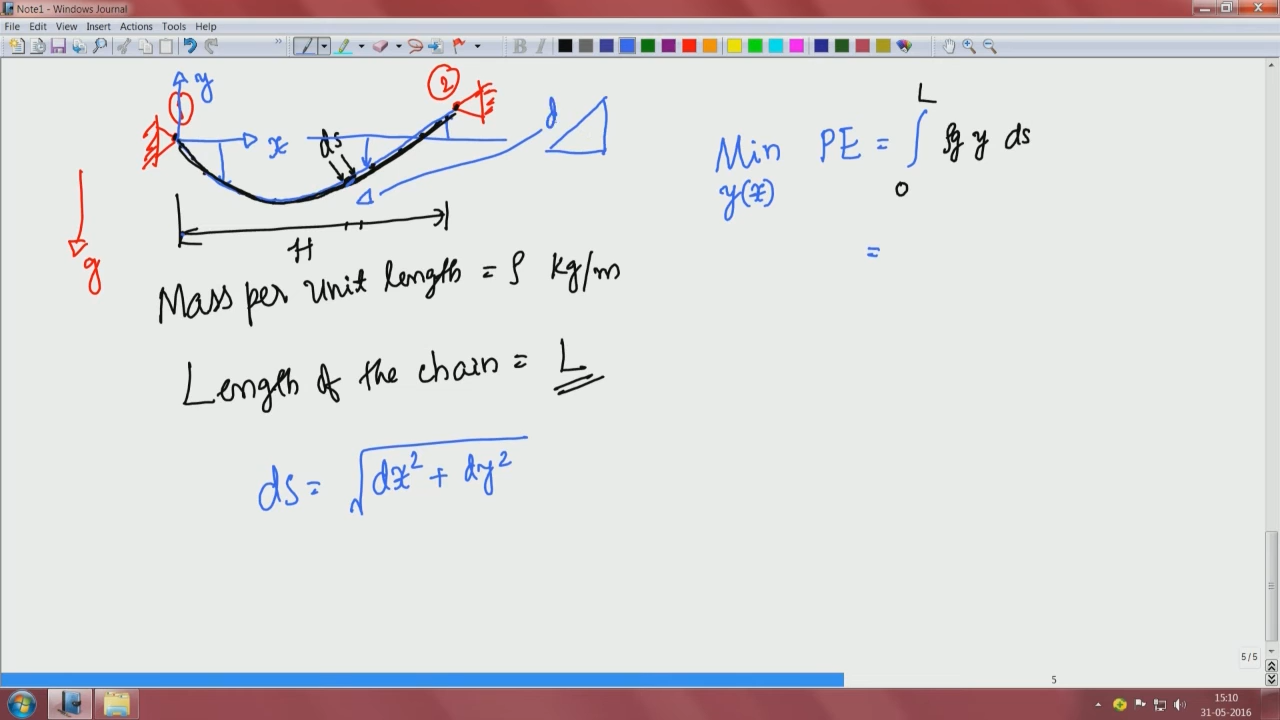 Note1 - Windows Journal
File Edit View Insert Actions Tools Help
B I
y
1
2
x
ds
d
g
H
Mass per unit length = ρ kg/m
Length of the chain = L
ds = √(dx² + dy²)
Min PE = ∫₀ᴸ ρg y ds
y(x)
=
5/5
5
15:10
31-05-2016